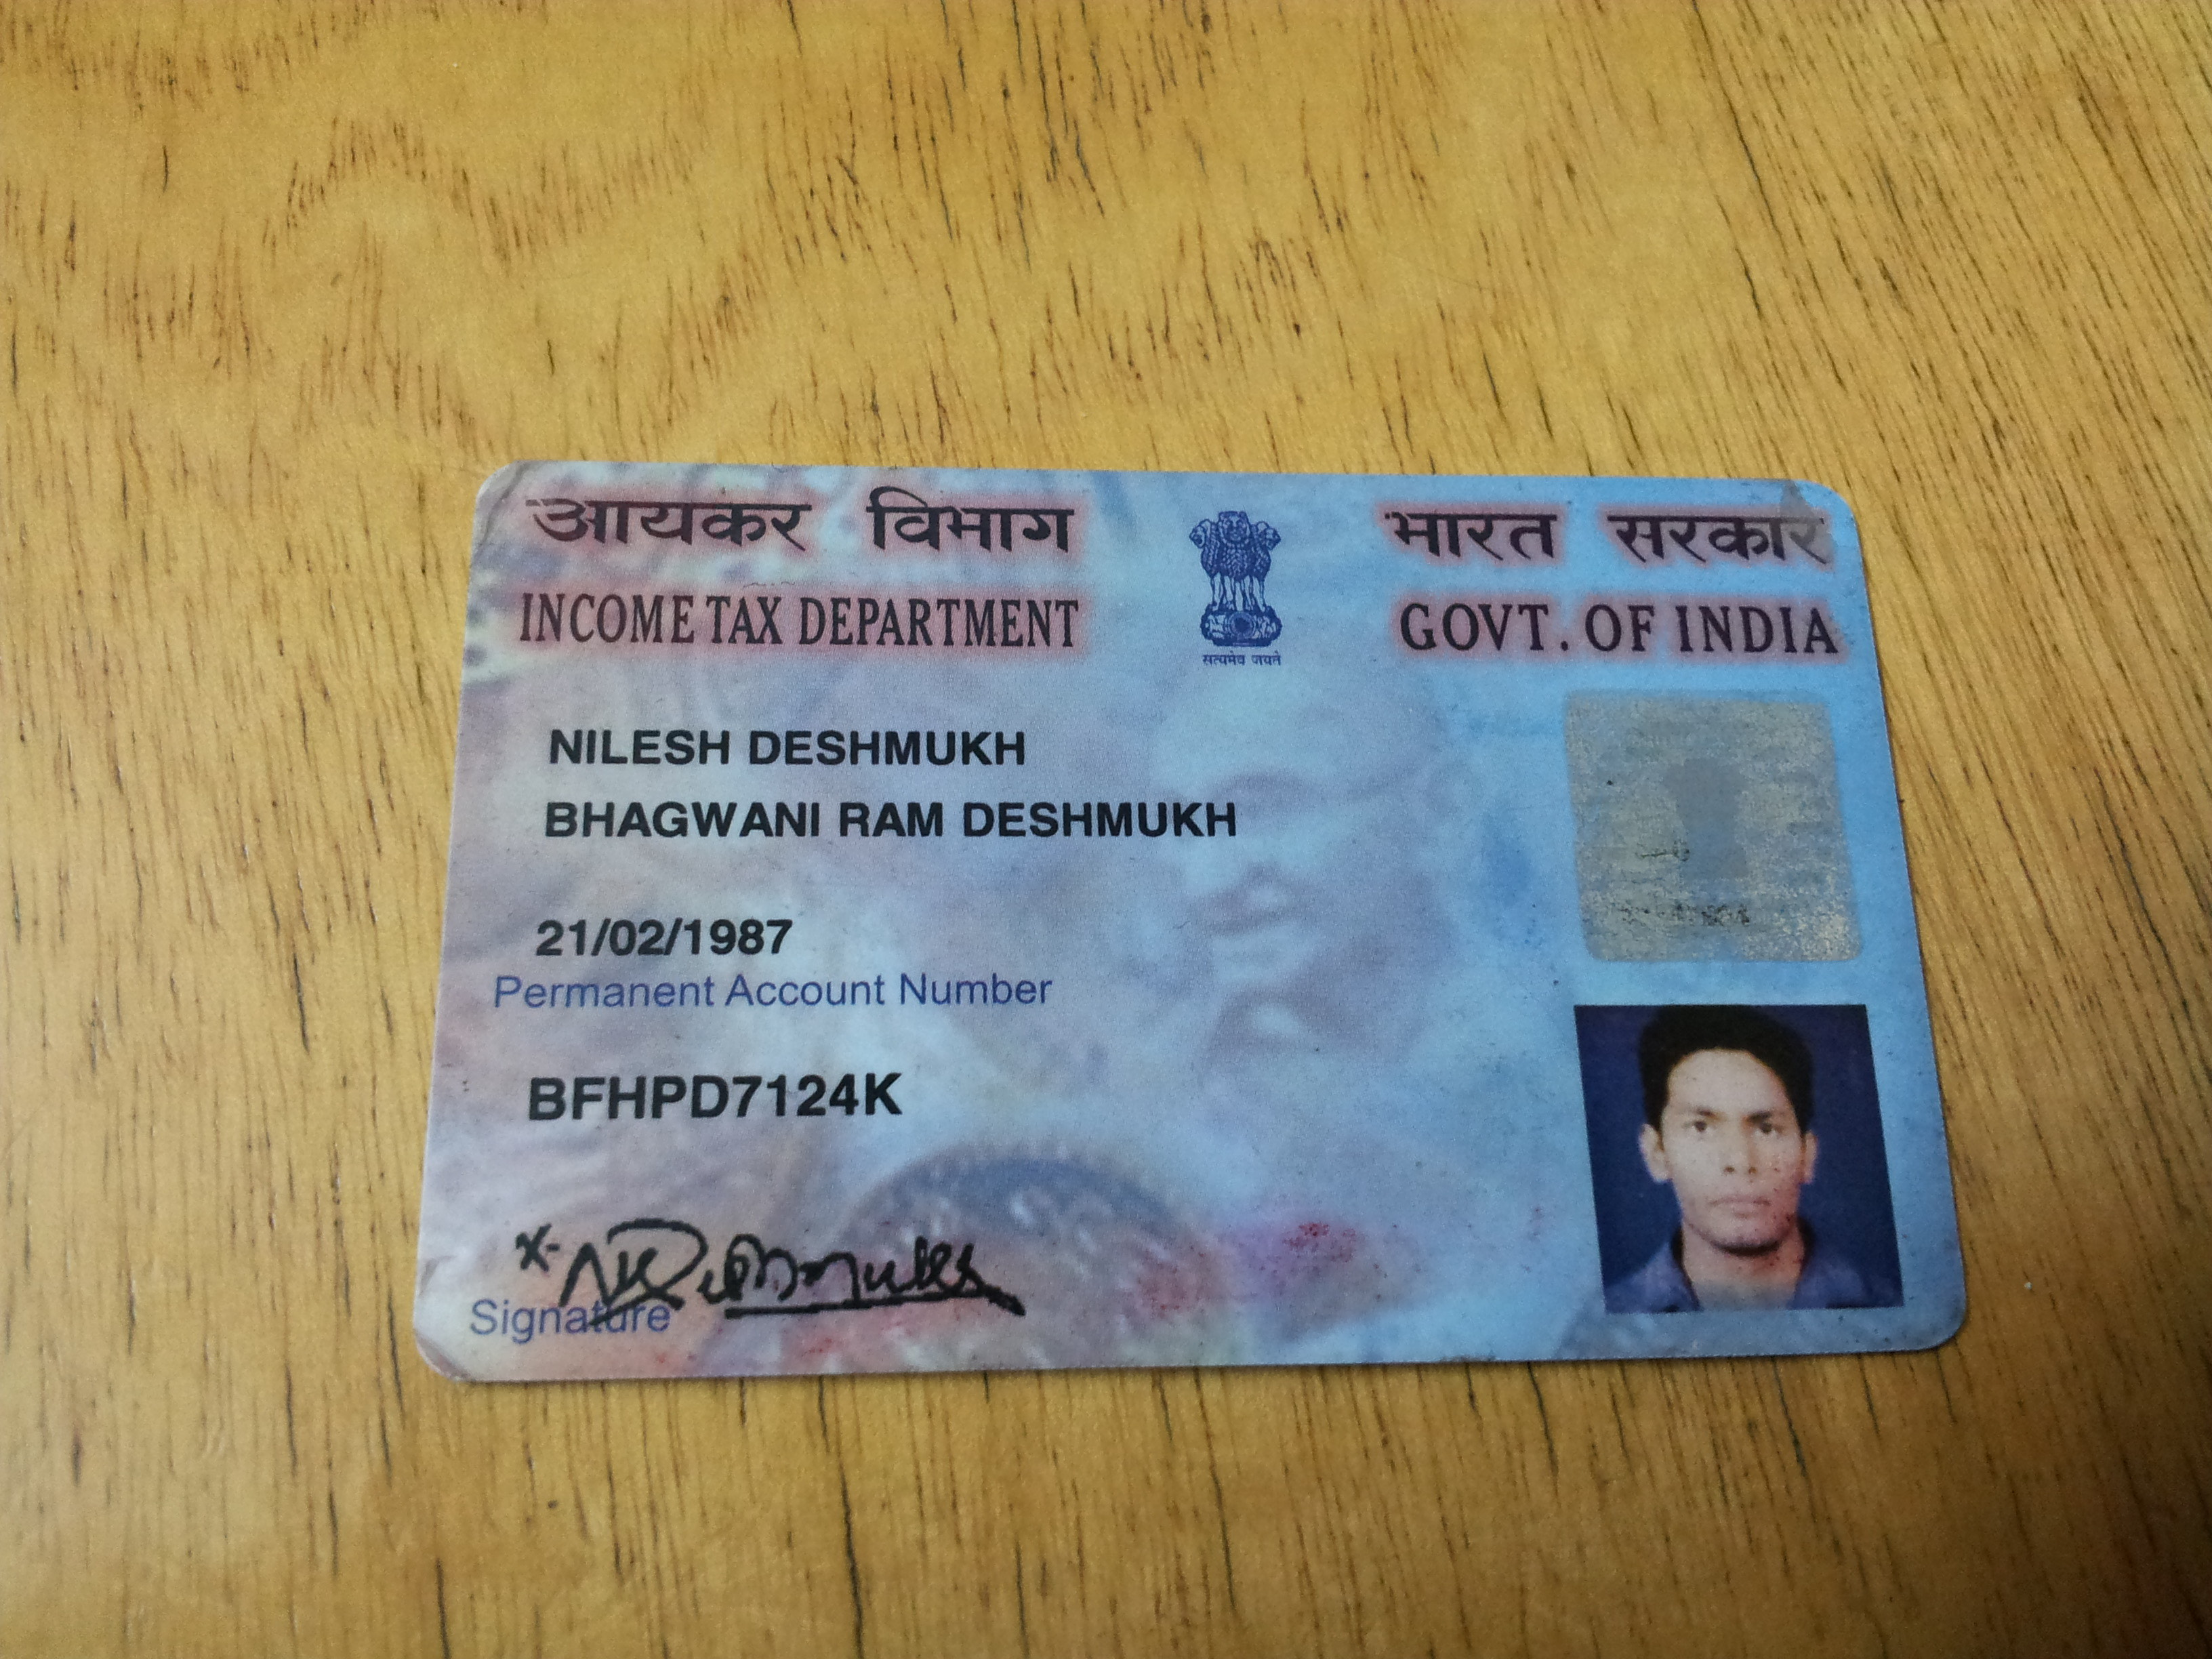 आयकर विभाग
INCOME TAX DEPARTMENT
सत्यमेव जयते
भारत सरकार
GOVT. OF INDIA
NILESH DESHMUKH
BHAGWANI RAM DESHMUKH
21/02/1987
Permanent Account Number
BFHPD7124K
Signature